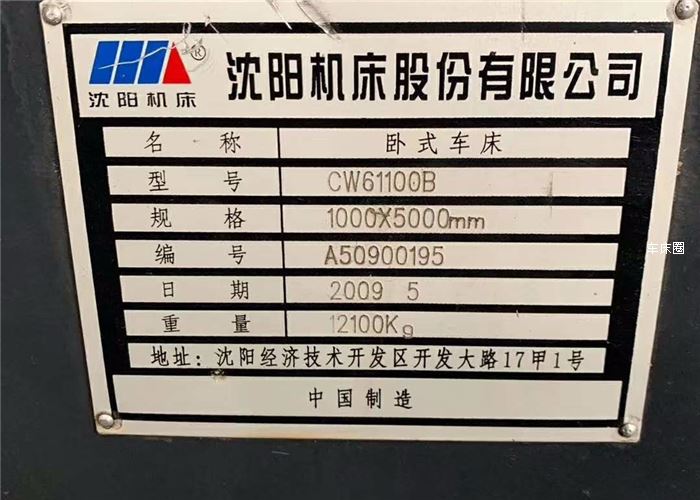 沈阳机床
®
沈阳机床股份有限公司
名 称 卧式车床
型 号 CW61100B
规 格 1000X5000mm
编 号 A50900195
日 期 2009 5
重 量 12100Kg
地址：沈阳经济技术开发区开发大路17甲1号
中国制造
车床圈